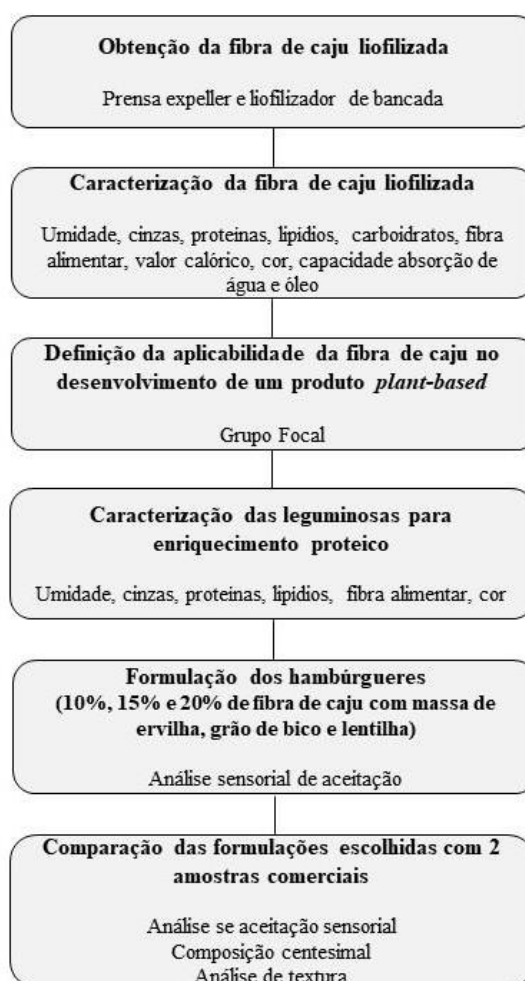 Obtenção da fibra de caju liofilizada
Prensa expeller e liofilizador de bancada
Caracterização da fibra de caju liofilizada
Umidade, cinzas, proteinas, lipídios, carboidratos, fibra
alimentar, valor calórico, cor, capacidade absorção de
água e óleo
Definição da aplicabilidade da fibra de caju no
desenvolvimento de um produto plant-based
Grupo Focal
Caracterização das leguminosas para
enriquecimento proteico
Umidade, cinzas, proteinas, lipídios, fibra alimentar, cor
Formulação dos hambúrgueres
(10%, 15% e 20% de fibra de caju com massa de
ervilha, grão de bico e lentilha)
Análise sensorial de aceitação
Comparação das formulações escolhidas com 2
amostras comerciais
Análise se aceitação sensorial
Composição centesimal
Análise de textura